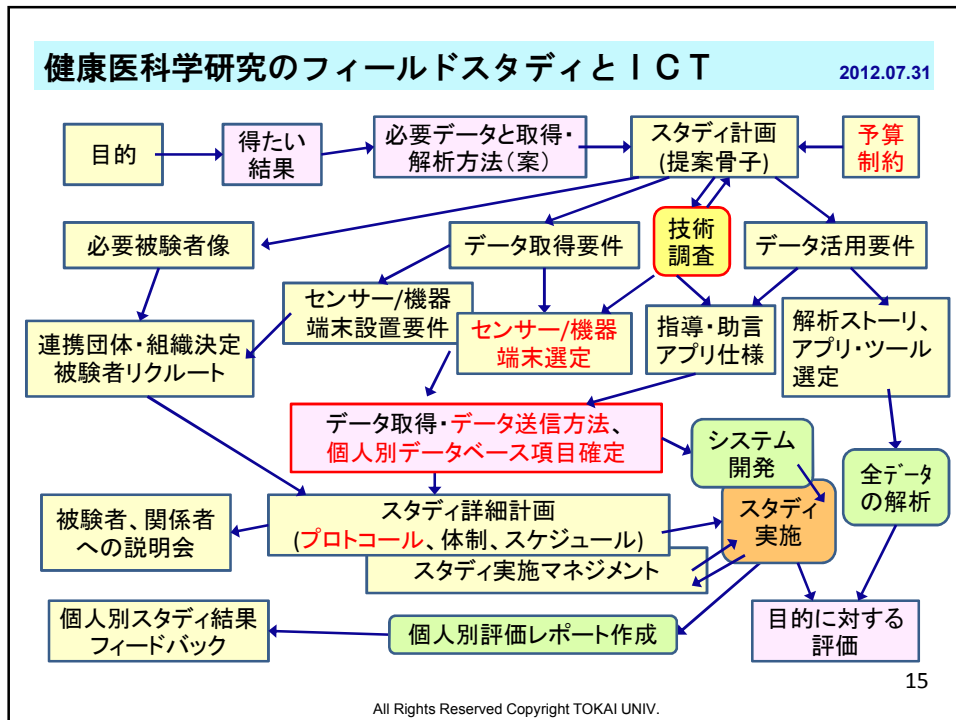 健康医科学研究のフィールドスタディとＩＣＴ
2012.07.31
目的
得たい
結果
必要データと取得・
解析方法（案）
スタディ計画
(提案骨子)
予算
制約
必要被験者像
データ取得要件
技術
調査
データ活用要件
センサー/機器
端末設置要件
センサー/機器
端末選定
指導・助言
アプリ仕様
解析ストーリ、
アプリ・ツール
選定
連携団体・組織決定
被験者リクルート
データ取得・データ送信方法、
個人別データベース項目確定
システム
開発
全データ
の解析
被験者、関係者
への説明会
スタディ詳細計画
(プロトコール、体制、スケジュール)
スタディ
実施
スタディ実施マネジメント
個人別スタディ結果
フィードバック
個人別評価レポート作成
目的に対する
評価
15
All Rights Reserved Copyright TOKAI UNIV.